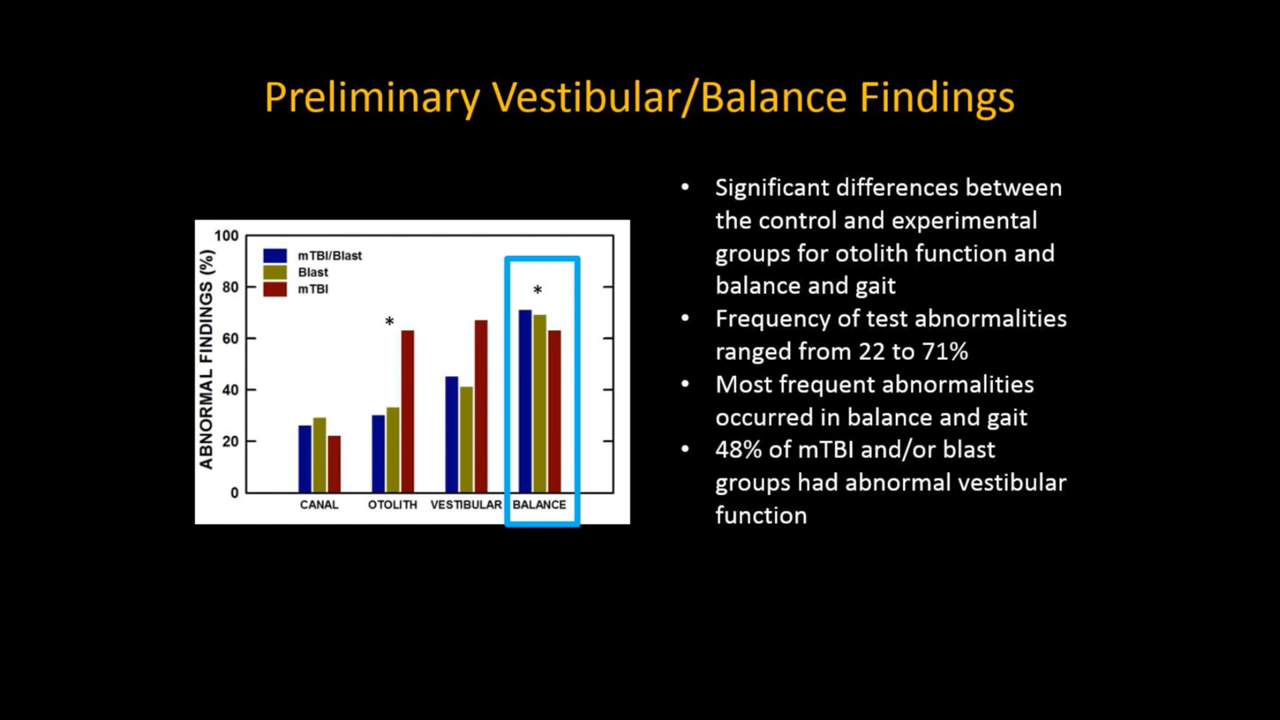 Preliminary Vestibular/Balance Findings
100
80
60
40
20
0
ABNORMAL FINDINGS (%)
mTBI/Blast
Blast
mTBI
*
*
CANAL
OTOLITH
VESTIBULAR
BALANCE
• Significant differences between
the control and experimental
groups for otolith function and
balance and gait
• Frequency of test abnormalities
ranged from 22 to 71%
• Most frequent abnormalities
occurred in balance and gait
• 48% of mTBI and/or blast
groups had abnormal vestibular
function